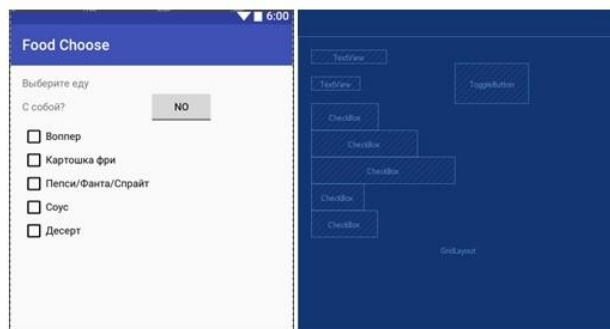 6:00
Food Choose
Выберите еду
С собой?
NO
Воппер
Картошка фри
Пепси/Фанта/Спрайт
Соус
Десерт
TextView
TextView
ToggleButton
CheckBox
CheckBox
CheckBox
CheckBox
CheckBox
GridLayout